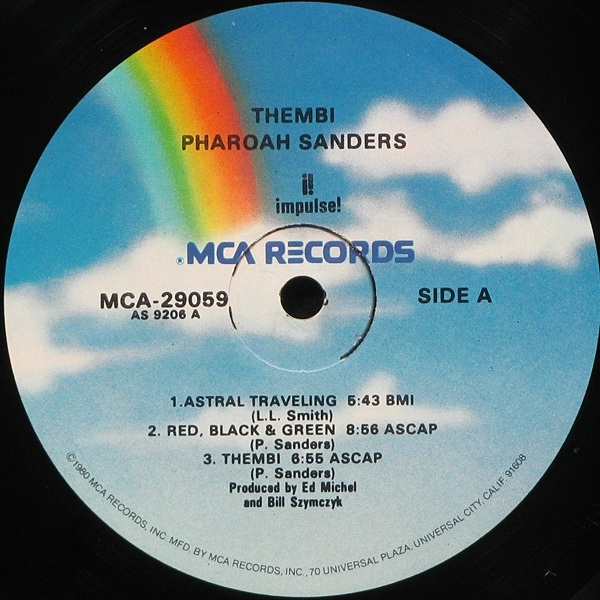 THEMBI
PHAROAH SANDERS
i!
impulse!
®MCA RECORDS
MCA-29059
AS 9206 A
SIDE A
1.ASTRAL TRAVELING 5:43 BMI
(L.L. Smith)
2. RED, BLACK & GREEN 8:56 ASCAP
(P. Sanders)
3. THEMBI 6:55 ASCAP
(P. Sanders)
Produced by Ed Michel
and Bill Szymczyk
©1980 MCA RECORDS, INC. MFD. BY MCA RECORDS, INC., 70 UNIVERSAL PLAZA, UNIVERSAL CITY, CALIF. 91608